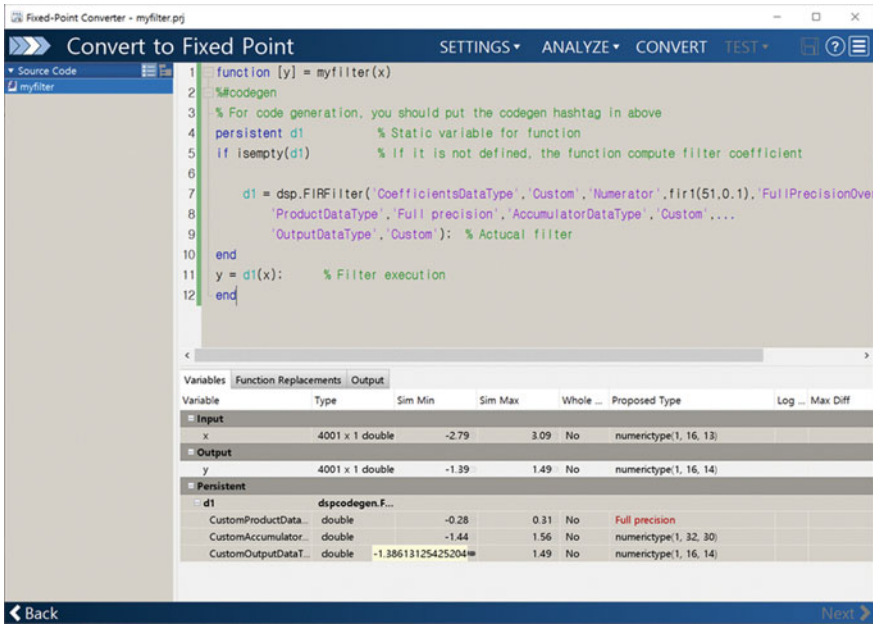 Fixed-Point Converter - myfilter.prj
Convert to Fixed Point
SETTINGS ANALYZE CONVERT TEST
Source Code
myfilter
1 function [y] = myfilter(x)
2 %#codegen
3 % For code generation, you should put the codegen hashtag in above
4 persistent d1 % Static variable for function
5 if isempty(d1) % If it is not defined, the function compute filter coefficient
6
7 d1 = dsp.FIRFilter('CoefficientsDataType','Custom','Numerator',fir1(51,0.1),'FullPrecisionOve
8 'ProductDataType','Full precision','AccumulatorDataType','Custom',...
9 'OutputDataType','Custom'); % Actucal filter
10 end
11 y = d1(x); % Filter execution
12 end
Variables Function Replacements Output
Variable Type Sim Min Sim Max Whole ... Proposed Type Log ... Max Diff
Input
x 4001 x 1 double -2.79 3.09 No numerictype(1, 16, 13)
Output
y 4001 x 1 double -1.39 1.49 No numerictype(1, 16, 14)
Persistent
d1 dspcodegen.F...
CustomProductData... double -0.28 0.31 No Full precision
CustomAccumulator... double -1.44 1.56 No numerictype(1, 32, 30)
CustomOutputDataT... double -1.38613125425204 1.49 No numerictype(1, 16, 14)
Back Next